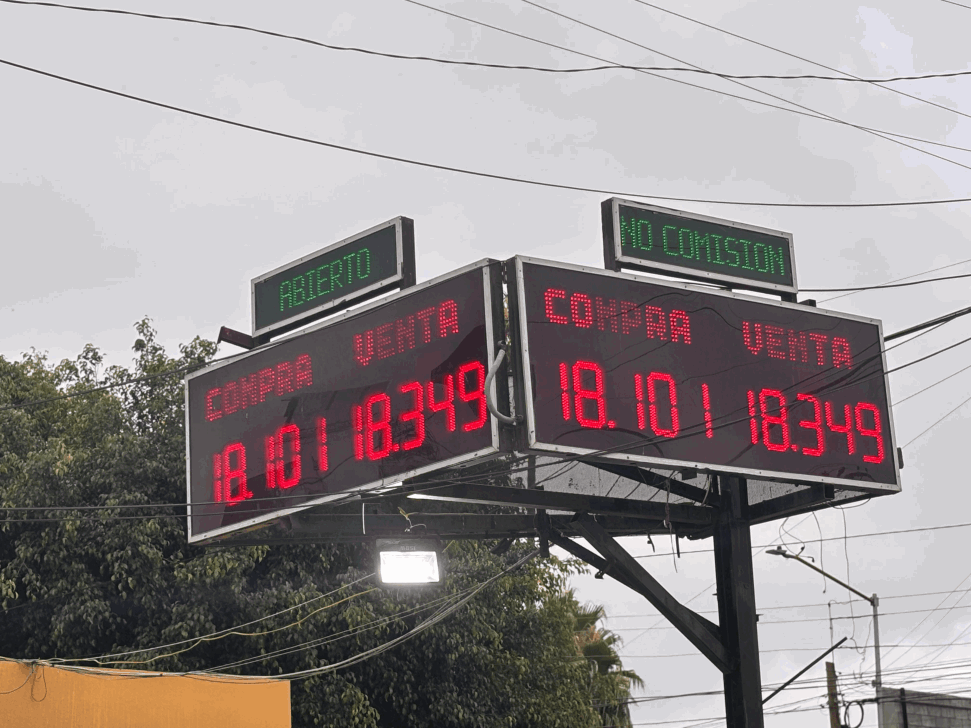 ABIERTO
COMPRA VENTA
18.101 18.349
NO COMISION
COMPRA VENTA
18.101 18.349